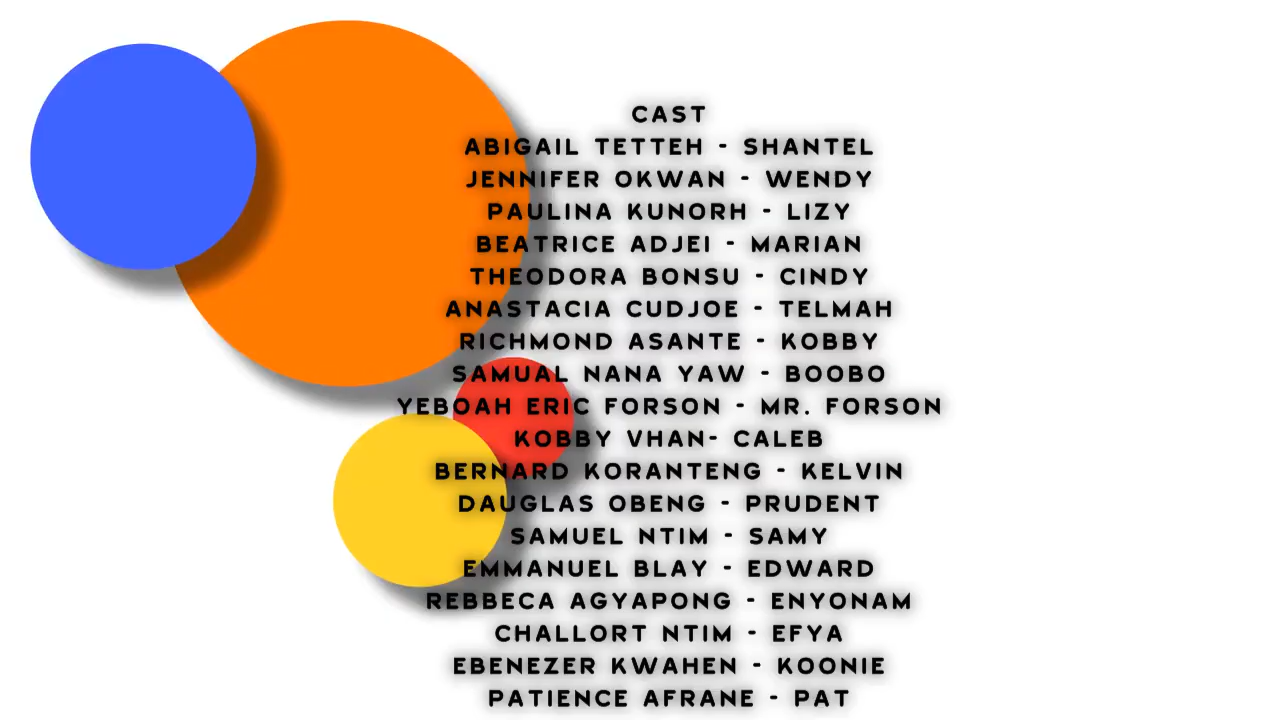 CAST
ABIGAIL TETTEH - SHANTEL
JENNIFER OKWAN - WENDY
PAULINA KUNORH - LIZY
BEATRICE ADJEI - MARIAN
THEODORA BONSU - CINDY
ANASTACIA CUDJOE - TELMAH
RICHMOND ASANTE - KOBBY
SAMUAL NANA YAW - BOOBO
YEBOAH ERIC FORSON - MR. FORSON
KOBBY VHAN- CALEB
BERNARD KORANTENG - KELVIN
DAUGLAS OBENG - PRUDENT
SAMUEL NTIM - SAMY
EMMANUEL BLAY - EDWARD
REBBECA AGYAPONG - ENYONAM
CHALLORT NTIM - EFYA
EBENEZER KWAHEN - KOONIE
PATIENCE AFRANE - PAT